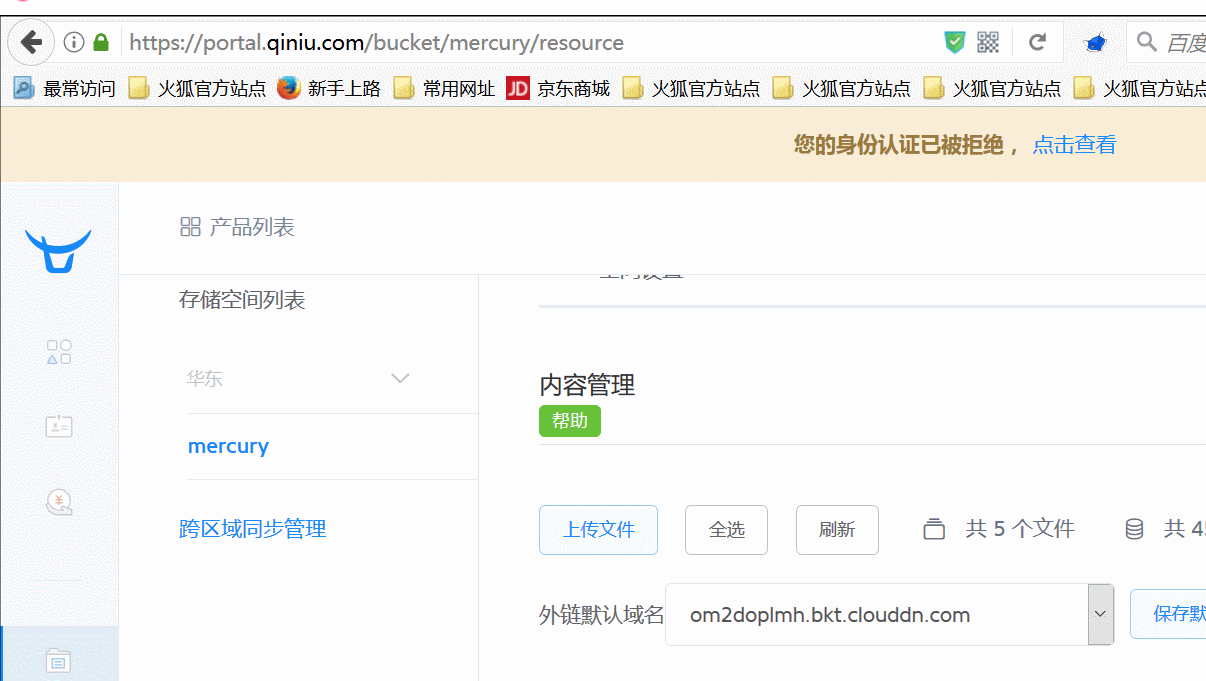 https://portal.qiniu.com/bucket/mercury/resource
百度
最常访问 火狐官方站点 新手上路 常用网址 JD 京东商城 火狐官方站点 火狐官方站点 火狐官方站点 火狐官方站点
您的身份认证已被拒绝， 点击查看
产品列表
空间设置
存储空间列表
华东
内容管理
帮助
mercury
跨区域同步管理
上传文件 全选 刷新 共 5 个文件 共 45
外链默认域名 om2doplmh.bkt.clouddn.com 保存默